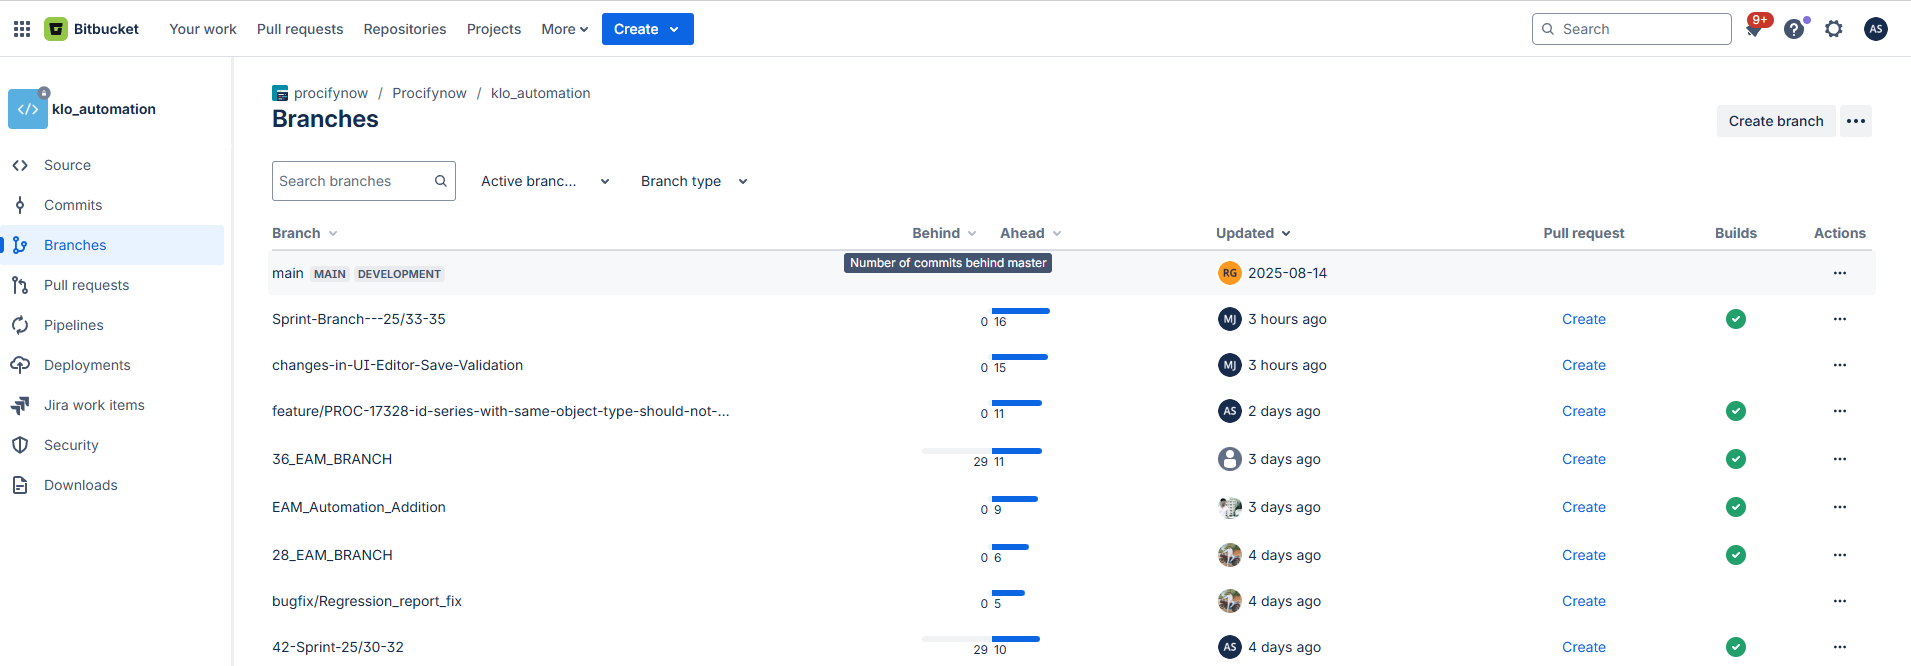 Bitbucket Your work Pull requests Repositories Projects More Create Search 9+ ? AS
klo_automation
Source
Commits
Branches
Pull requests
Pipelines
Deployments
Jira work items
Security
Downloads
procifynow / Procifynow / klo_automation
Branches
Create branch
Search branches Active branc... Branch type
Branch Behind Ahead Updated Pull request Builds Actions
Number of commits behind master
main MAIN DEVELOPMENT RG 2025-08-14
Sprint-Branch---25/33-35 0 16 MJ 3 hours ago Create
changes-in-UI-Editor-Save-Validation 0 15 MJ 3 hours ago Create
feature/PROC-17328-id-series-with-same-object-type-should-not-... 0 11 AS 2 days ago Create
36_EAM_BRANCH 29 11 3 days ago Create
EAM_Automation_Addition 0 9 3 days ago Create
28_EAM_BRANCH 0 6 4 days ago Create
bugfix/Regression_report_fix 0 5 4 days ago Create
42-Sprint-25/30-32 29 10 AS 4 days ago Create